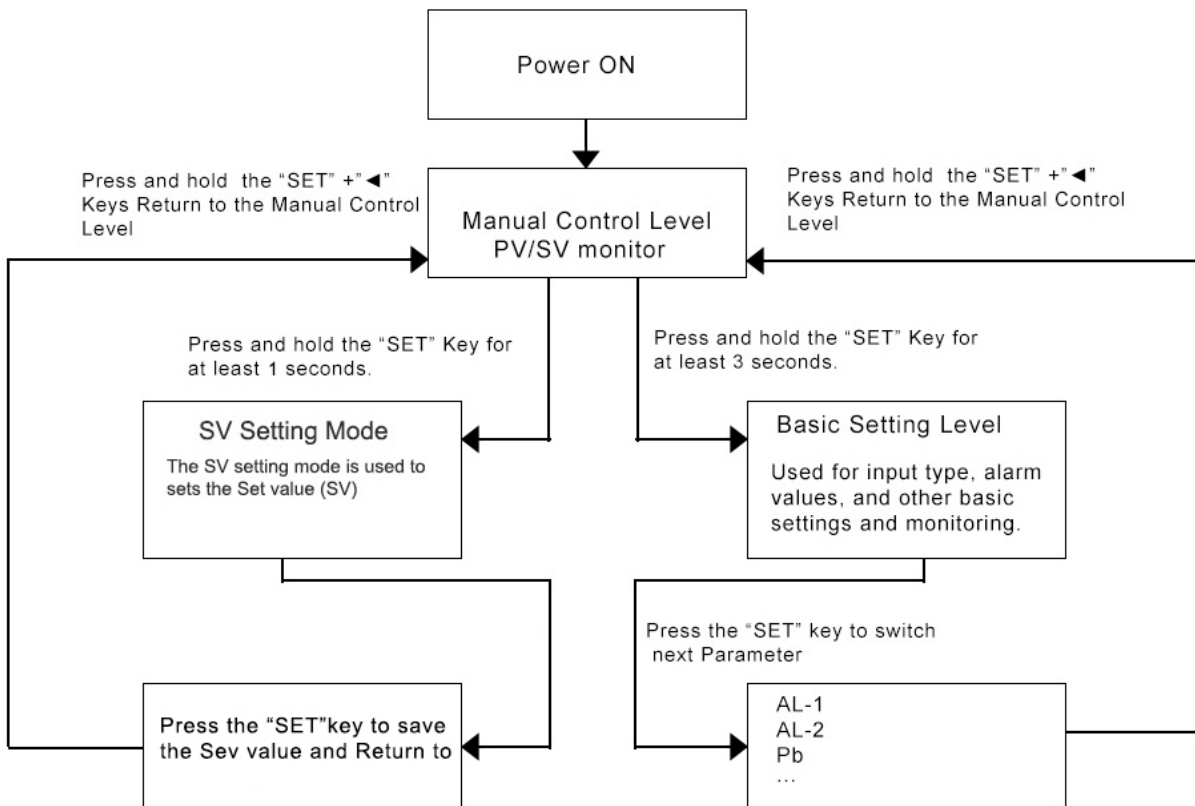 Power ON
Press and hold the “SET” +”◄”
Keys Return to the Manual Control
Level
Press and hold the “SET” +”◄”
Keys Return to the Manual Control
Level
Manual Control Level
PV/SV monitor
Press and hold the “SET” Key for
at least 1 seconds.
Press and hold the “SET” Key for
at least 3 seconds.
SV Setting Mode
The SV setting mode is used to
sets the Set value (SV)
Basic Setting Level
Used for input type, alarm
values, and other basic
settings and monitoring.
Press the “SET” key to switch
next Parameter
Press the “SET”key to save
the Sev value and Return to
AL-1
AL-2
Pb
...